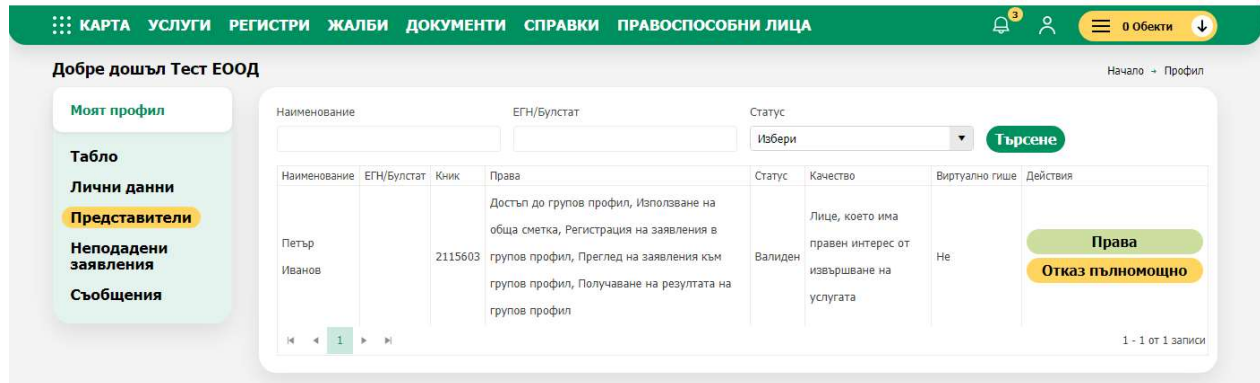 КАРТА УСЛУГИ РЕГИСТРИ ЖАЛБИ ДОКУМЕНТИ СПРАВКИ ПРАВОСПОСОБНИ ЛИЦА 3 0 Обекти
Добре дошъл Тест ЕООД
Начало → Профил
Моят профил
Табло
Лични данни
Представители
Неподадени
заявления
Съобщения
Наименование ЕГН/Булстат Статус
Избери Търсене
Наименование ЕГН/Булстат Кник Права Статус Качество Виртуално гише Действия
Достъп до групов профил, Използване на
обща сметка, Регистрация на заявления в
групов профил, Преглед на заявления към
групов профил, Получаване на резултата на
групов профил
Петър
Иванов
2115603
Валиден
Лице, което има
правен интерес от
извършване на
услугата
Не
Права
Отказ пълномощно
1
1 - 1 от 1 записи